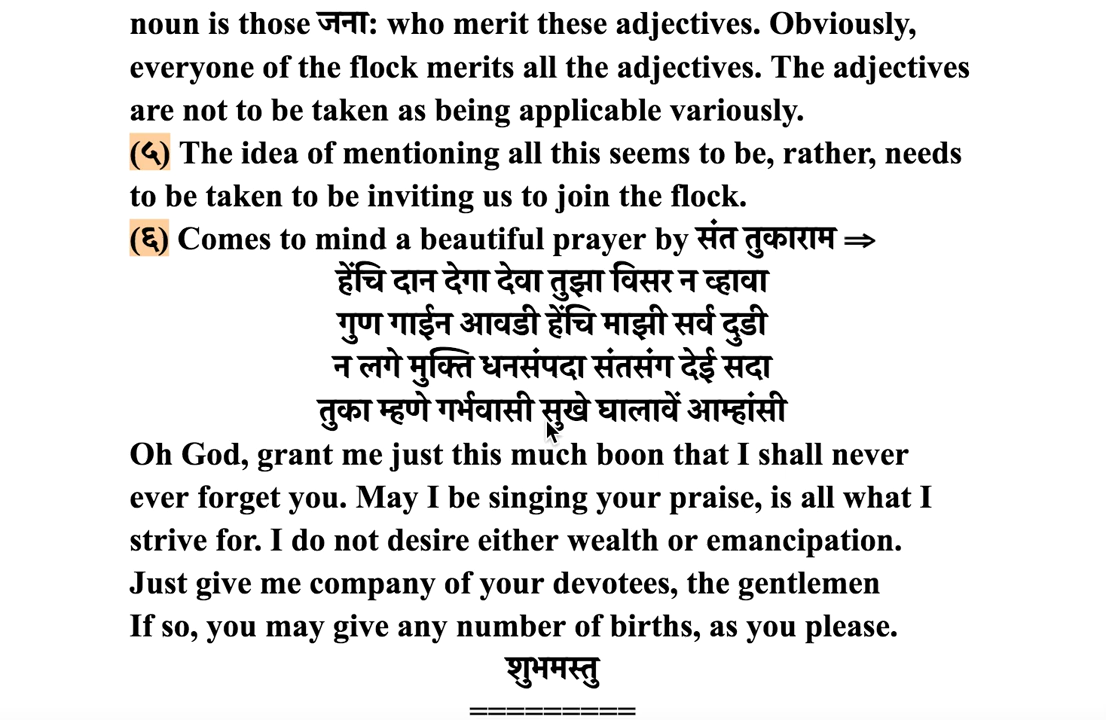 noun is those जनाः who merit these adjectives. Obviously,
everyone of the flock merits all the adjectives. The adjectives
are not to be taken as being applicable variously.
(५) The idea of mentioning all this seems to be, rather, needs
to be taken to be inviting us to join the flock.
(६) Comes to mind a beautiful prayer by संत तुकाराम ⇒
हेंचि दान देगा देवा तुझा विसर न व्हावा
गुण गाईन आवडी हेंचि माझी सर्व दुडी
न लगे मुक्ति धनसंपदा संतसंग देई सदा
तुका म्हणे गर्भवासी सुखे घालावें आम्हांसी
Oh God, grant me just this much boon that I shall never
ever forget you. May I be singing your praise, is all what I
strive for. I do not desire either wealth or emancipation.
Just give me company of your devotees, the gentlemen
If so, you may give any number of births, as you please.
शुभमस्तु
=========